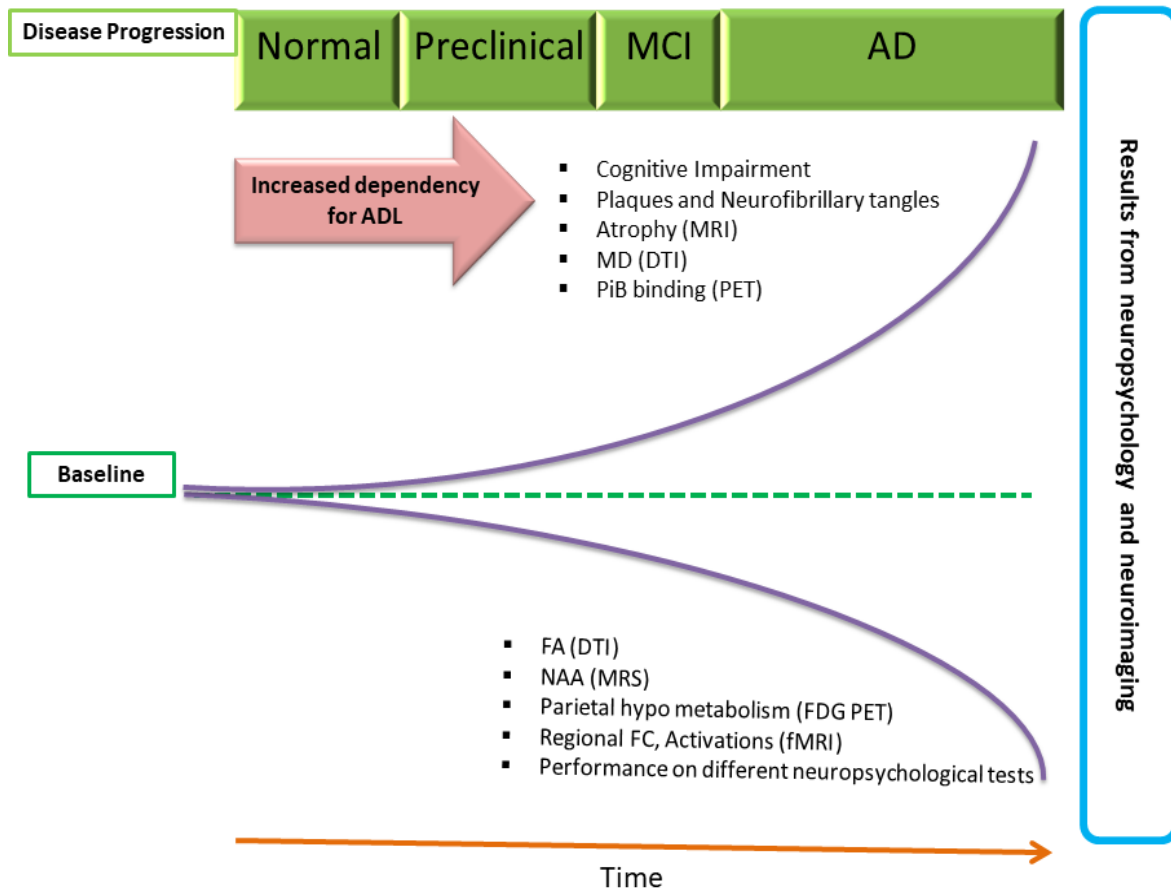 Disease Progression
Normal
Preclinical
MCI
AD
Increased dependency
for ADL
▪ Cognitive Impairment
▪ Plaques and Neurofibrillary tangles
▪ Atrophy (MRI)
▪ MD (DTI)
▪ PiB binding (PET)
Baseline
▪ FA (DTI)
▪ NAA (MRS)
▪ Parietal hypo metabolism (FDG PET)
▪ Regional FC, Activations (fMRI)
▪ Performance on different neuropsychological tests
Time
Results from neuropsychology and neuroimaging